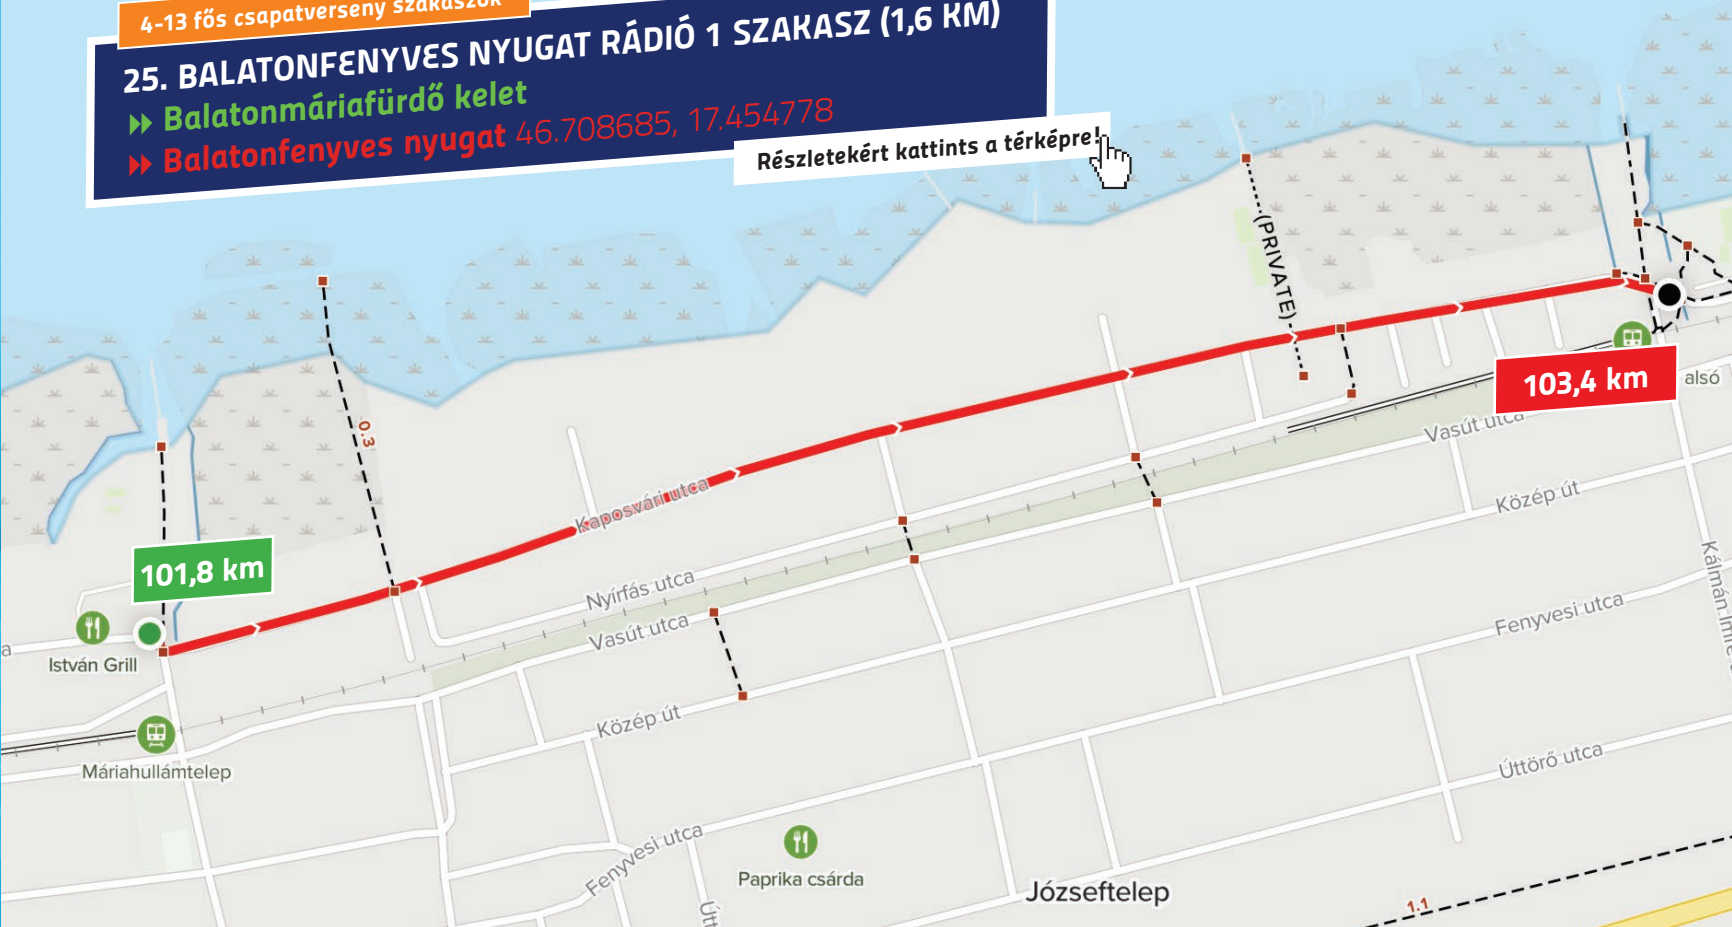 4-13 fős csapatverseny szakaszok
25. BALATONFENYVES NYUGAT RÁDIÓ 1 SZAKASZ (1,6 KM)
Balatonmáriafürdő kelet
Balatonfenyves nyugat 46.708685, 17.454778
Részletekért kattints a térképre!
(PRIVATE)
0.3
103,4 km
alsó
Vasút utca
Kaposvári utca
Közép út
101,8 km
Nyírfás utca
Vasút utca
Kálmán Imre
István Grill
a
Fenyvesi utca
Közép út
Máriahullámtelep
Úttörő utca
Fenyvesi utca
Paprika csárda
Józseftelep
Útt
1.1